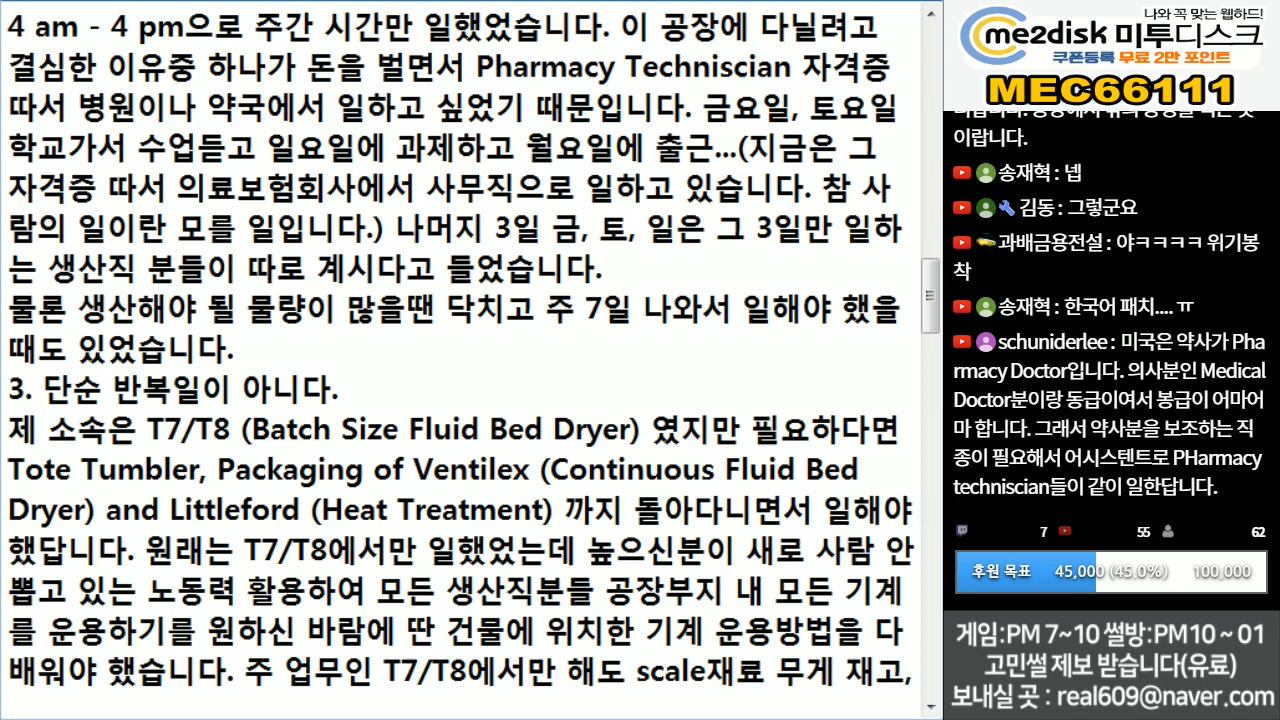 4 am - 4 pm으로 주간 시간만 일했었습니다. 이 공장에 다닐려고
결심한 이유중 하나가 돈을 벌면서 Pharmacy Techniscian 자격증
따서 병원이나 약국에서 일하고 싶었기 때문입니다. 금요일, 토요일
학교가서 수업듣고 일요일에 과제하고 월요일에 출근...(지금은 그
자격증 따서 의료보험회사에서 사무직으로 일하고 있습니다. 참 사
람의 일이란 모를 일입니다.) 나머지 3일 금, 토, 일은 그 3일만 일하
는 생산직 분들이 따로 계시다고 들었습니다.
물론 생산해야 될 물량이 많을땐 닥치고 주 7일 나와서 일해야 했을
때도 있었습니다.
3. 단순 반복일이 아니다.
제 소속은 T7/T8 (Batch Size Fluid Bed Dryer) 였지만 필요하다면
Tote Tumbler, Packaging of Ventilex (Continuous Fluid Bed
Dryer) and Littleford (Heat Treatment) 까지 돌아다니면서 일해야
했답니다. 원래는 T7/T8에서만 일했었는데 높으신분이 새로 사람 안
뽑고 있는 노동력 활용하여 모든 생산직분들 공장부지 내 모든 기계
를 운용하기를 원하신 바람에 딴 건물에 위치한 기계 운용방법을 다
배워야 했습니다. 주 업무인 T7/T8에서만 해도 scale재료 무게 재고,
나와 꼭 맞는 웹하드!
me2disk 미투디스크
쿠폰등록 무료 2만 포인트
MEC66111
이랍니다.
송재혁 : 넵
김동 : 그렇군요
과배금용전설 : 야ㅋㅋㅋㅋ 위기봉
착
송재혁 : 한국어 패치.... ㅠ
schuniderlee : 미국은 약사가 Pha
rmacy Doctor입니다. 의사분인 Medical
Doctor분이랑 동급이여서 봉급이 어마어
마 합니다. 그래서 약사분을 보조하는 직
종이 필요해서 어시스텐트로 PHarmacy
techniscian들이 같이 일한답니다.
7 55 62
후원 목표 45,000 (45.0%) 100,000
게임:PM 7~10 썰방:PM10 ~ 01
고민썰 제보 받습니다(유료)
보내실 곳 : real609@naver.com